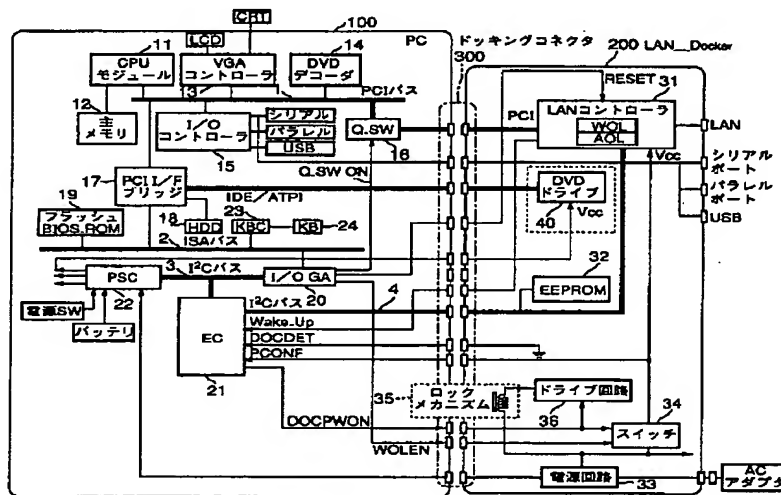 CRT
100
LCD
PC
11
CPU
モジュール
VGA
コントローラ
13
14
DVD
デコーダ
1
PCIバス
12
主
メモリ
I/O
コントローラ
15
シリアル
パラレル
USB
Q.SW
16
17
PCI I/F
ブリッジ
Q_SW ON
IDE/ATPI
19
フラッシュ
BIOS-ROM
18
HDD
23
KBC
KB
24
2
ISAバス
PSC
22
3
I²Cバス
I/O GA
20
電源SW
バッテリ
EC
21
I²Cバス
4
Wake_Up
DOCDET
PCONF
DOCPWON
WOLEN
ドッキングコネクタ
300
200 LAN_Docker
RESET
31
PCI
LANコントローラ
WOL
AOL
Vcc
LAN
シリアル
ポート
パラレル
ポート
USB
DVD
ドライブ
40
Vcc
32
EEPROM
35
ロック
メカニズム
ドライブ回路
36
34
スイッチ
電源回路
33
AC
アダプタ